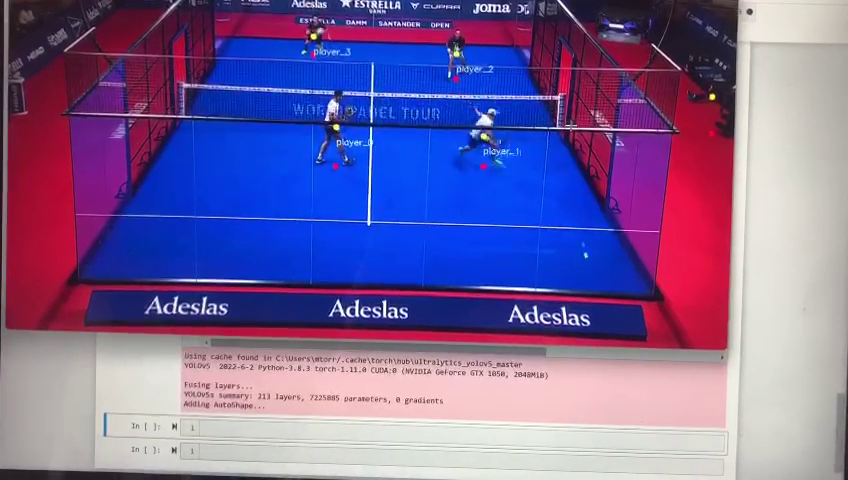 Adeslas
ESTRELLA
DAMM
CUPRA
Joma
ESTRELLA DAMM SANTANDER OPEN
player_3
player_2
WORLD PADEL TOUR
player_0
player_1
Adeslas Adeslas Adeslas
Using cache found in C:\Users\mtorr/.cache\torch\hub\ultralytics_yolov5_master
YOLOv5 2022-6-2 Python-3.8.3 torch-1.11.0 CUDA:0 (NVIDIA GeForce GTX 1050, 2048MiB)
Fusing layers...
YOLOv5s summary: 213 layers, 7225885 parameters, 0 gradients
Adding AutoShape...
In [ ]: 1
In [ ]: 1